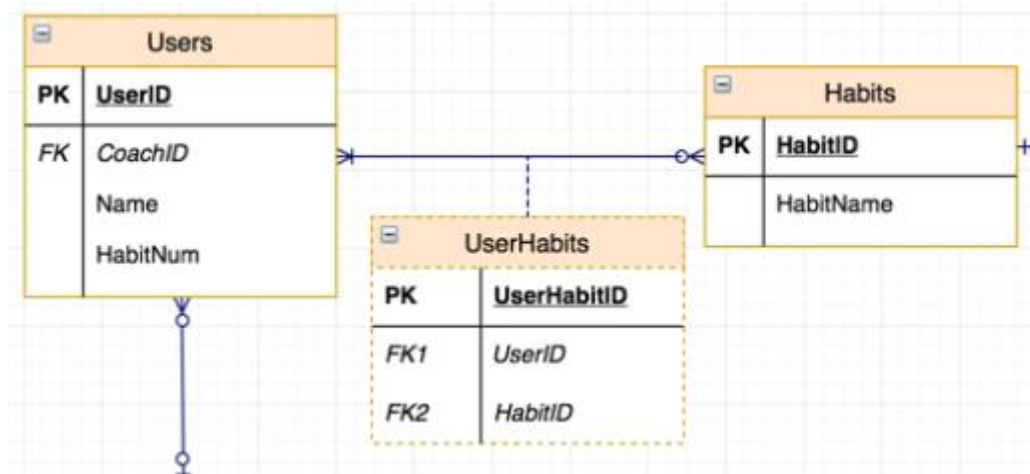 Users
PK UserID
FK CoachID
Name
HabitNum
Habits
PK HabitID
HabitName
UserHabits
PK UserHabitID
FK1 UserID
FK2 HabitID